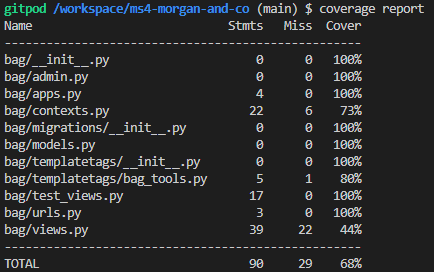 gitpod /workspace/ms4-morgan-and-co (main) $ coverage report
Name                              Stmts   Miss  Cover
-----------------------------------------------------
bag/__init__.py                       0      0   100%
bag/admin.py                          0      0   100%
bag/apps.py                           4      0   100%
bag/contexts.py                      22      6    73%
bag/migrations/__init__.py            0      0   100%
bag/models.py                         0      0   100%
bag/templatetags/__init__.py          0      0   100%
bag/templatetags/bag_tools.py         5      1    80%
bag/test_views.py                    17      0   100%
bag/urls.py                           3      0   100%
bag/views.py                         39     22    44%
-----------------------------------------------------
TOTAL                                90     29    68%